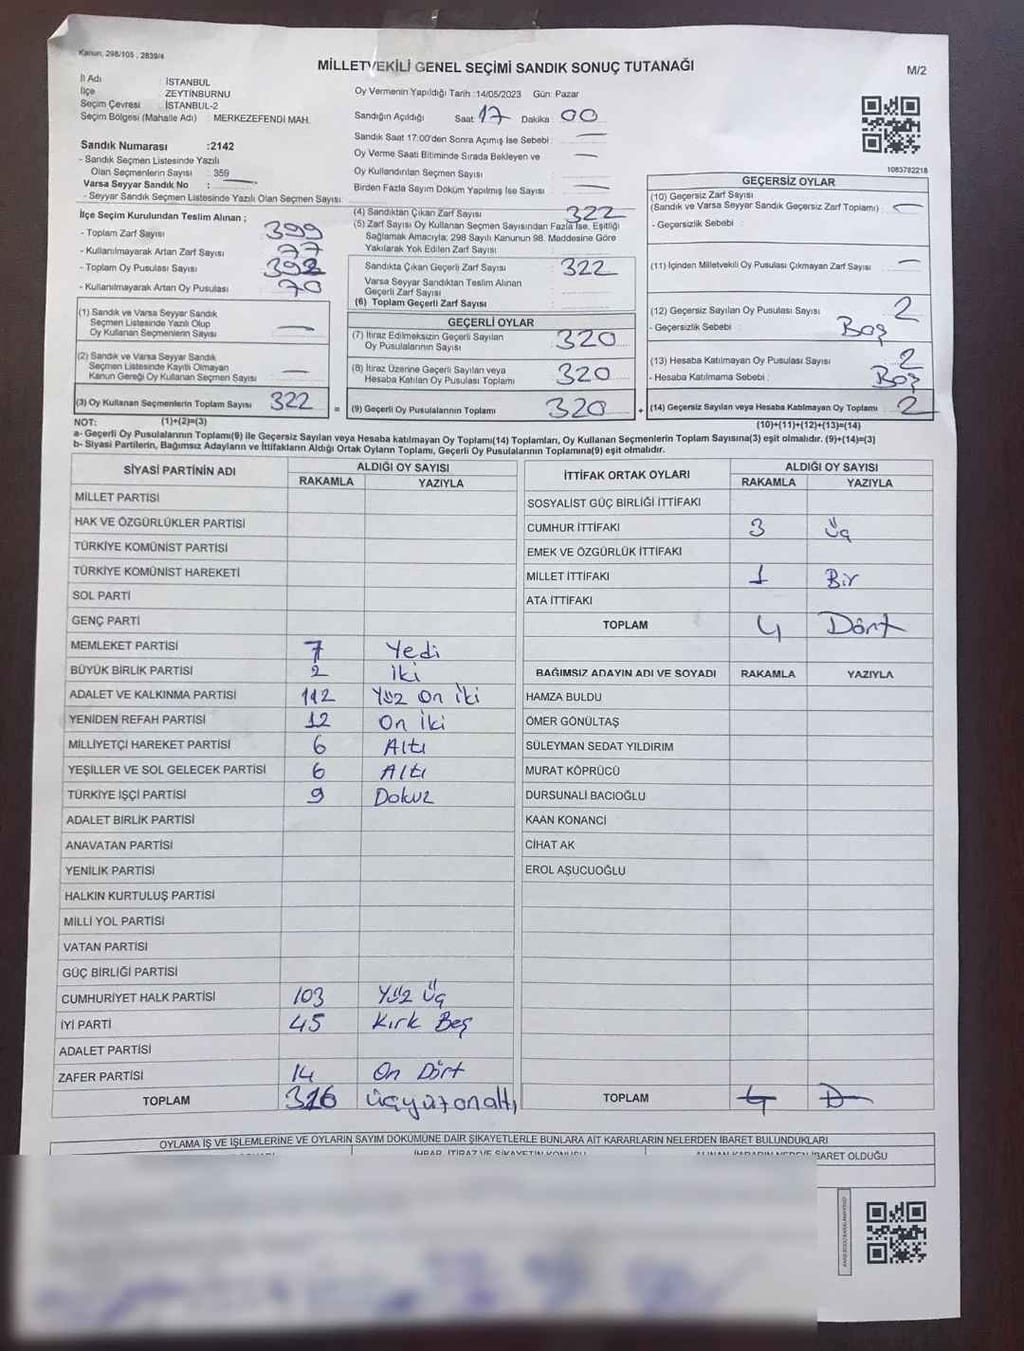 Kanun: 298/105 , 2839/4
MİLLETVEKİLİ GENEL SEÇİMİ SANDIK SONUÇ TUTANAĞI
M/2
İl Adı : İSTANBUL
İlçe : ZEYTİNBURNU
Seçim Çevresi : İSTANBUL-2
Seçim Bölgesi (Mahalle Adı) MERKEZEFENDİ MAH.
Oy Vermenin Yapıldığı Tarih :14/05/2023 Gün: Pazar
Sandığın Açıldığı Saat 17 Dakika 00
Sandık Saat 17:00'den Sonra Açımış İse Sebebi :
Oy Verme Saati Bitiminde Sırada Bekleyen ve
Oy Kullandırılan Seçmen Sayısı
Birden Fazla Sayım Döküm Yapılmış İse Sayısı
1083782218
Sandık Numarası :2142
- Sandık Seçmen Listesinde Yazılı
Olan Seçmenlerin Sayısı : 359
Varsa Seyyar Sandık No :
- Seyyar Sandık Seçmen Listesinde Yazılı Olan Seçmen Sayısı
İlçe Seçim Kurulundan Teslim Alınan ;
- Toplam Zarf Sayısı 399
- Kullanılmayarak Artan Zarf Sayısı 77
- Toplam Oy Pusulası Sayısı 392
- Kullanılmayarak Artan Oy Pusulası 70
(1) Sandık ve Varsa Seyyar Sandık
Seçmen Listesinde Yazılı Olup
Oy Kullanan Seçmenlerin Sayısı
(2) Sandık ve Varsa Seyyar Sandık
Seçmen Listesinde Kayıtlı Olmayan
Kanun Gereği Oy Kullanan Seçmen Sayısı
(3) Oy Kullanan Seçmenlerin Toplam Sayısı 322
(4) Sandıktan Çıkan Zarf Sayısı 322
(5) Zarf Sayısı Oy Kullanan Seçmen Sayısından Fazla İse, Eşitliği
Sağlamak Amacıyla; 298 Sayılı Kanunun 98. Maddesine Göre
Yakılarak Yok Edilen Zarf Sayısı
Sandıkta Çıkan Geçerli Zarf Sayısı 322
Varsa Seyyar Sandıktan Teslim Alınan
Geçerli Zarf Sayısı
(6) Toplam Geçerli Zarf Sayısı
GEÇERLİ OYLAR
(7) İtiraz Edilmeksizin Geçerli Sayılan
Oy Pusulalarının Sayısı 320
(8) İtiraz Üzerine Geçerli Sayılan veya
Hesaba Katılan Oy Pusulası Toplamı 320
= (9) Geçerli Oy Pusulalarının Toplamı 320
GEÇERSİZ OYLAR
(10) Geçersiz Zarf Sayısı
(Sandık ve Varsa Seyyar Sandık Geçersiz Zarf Toplamı)
- Geçersizlik Sebebi :
(11) İçinden Milletvekili Oy Pusulası Çıkmayan Zarf Sayısı
(12) Geçersiz Sayılan Oy Pusulası Sayısı 2
- Geçersizlik Sebebi : Boş
(13) Hesaba Katılmayan Oy Pusulası Sayısı 2
- Hesaba Katılmama Sebebi : Boş
+ (14) Geçersiz Sayılan veya Hesaba Katılmayan Oy Toplamı 2
NOT: (1)+(2)=(3) (10)+(11)+(12)+(13)=(14)
a- Geçerli Oy Pusulalarının Toplamı(9) ile Geçersiz Sayılan veya Hesaba katılmayan Oy Toplamı(14) Toplamları, Oy Kullanan Seçmenlerin Toplam Sayısına(3) eşit olmalıdır. (9)+(14)=(3)
b- Siyasi Partilerin, Bağımsız Adayların ve İttifakların Aldığı Ortak Oyların Toplamı, Geçerli Oy Pusulalarının Toplamına(9) eşit olmalıdır.
SİYASİ PARTİNİN ADI ALDIĞI OY SAYISI
RAKAMLA YAZIYLA
MİLLET PARTİSİ
HAK VE ÖZGÜRLÜKLER PARTİSİ
TÜRKİYE KOMÜNİST PARTİSİ
TÜRKİYE KOMÜNİST HAREKETİ
SOL PARTİ
GENÇ PARTİ
MEMLEKET PARTİSİ 7 Yedi
BÜYÜK BİRLİK PARTİSİ 2 İki
ADALET VE KALKINMA PARTİSİ 112 Yüz On İki
YENİDEN REFAH PARTİSİ 12 On İki
MİLLİYETÇİ HAREKET PARTİSİ 6 Altı
YEŞİLLER VE SOL GELECEK PARTİSİ 6 Altı
TÜRKİYE İŞÇİ PARTİSİ 9 Dokuz
ADALET BİRLİK PARTİSİ
ANAVATAN PARTİSİ
YENİLİK PARTİSİ
HALKIN KURTULUŞ PARTİSİ
MİLLİ YOL PARTİSİ
VATAN PARTİSİ
GÜÇ BİRLİĞİ PARTİSİ
CUMHURİYET HALK PARTİSİ 103 Yüz Üç
İYİ PARTİ 45 Kırk Beş
ADALET PARTİSİ
ZAFER PARTİSİ 14 On Dört
TOPLAM 316 üçyüzonaltı
İTTİFAK ORTAK OYLARI ALDIĞI OY SAYISI
RAKAMLA YAZIYLA
SOSYALİST GÜÇ BİRLİĞİ İTTİFAKI
CUMHUR İTTİFAKI 3 Üç
EMEK VE ÖZGÜRLÜK İTTİFAKI
MİLLET İTTİFAKI 1 Bir
ATA İTTİFAKI
TOPLAM 4 Dört
BAĞIMSIZ ADAYIN ADI VE SOYADI RAKAMLA YAZIYLA
HAMZA BULDU
ÖMER GÖNÜLTAŞ
SÜLEYMAN SEDAT YILDIRIM
MURAT KÖPRÜCÜ
DURSUNALİ BACIOĞLU
KAAN KONANCİ
CİHAT AK
EROL AŞUCUOĞLU
TOPLAM 4 D
OYLAMA İŞ VE İŞLEMLERİNE VE OYLARIN SAYIM DÖKÜMÜNE DAİR ŞİKAYETLERLE BUNLARA AİT KARARLARIN NELERDEN İBARET BULUNDUKLARI
İHBAR, İTİRAZ VE ŞİKAYETİN KONUSU
ALINAN KARARIN NEDEN İBARET OLDUĞU